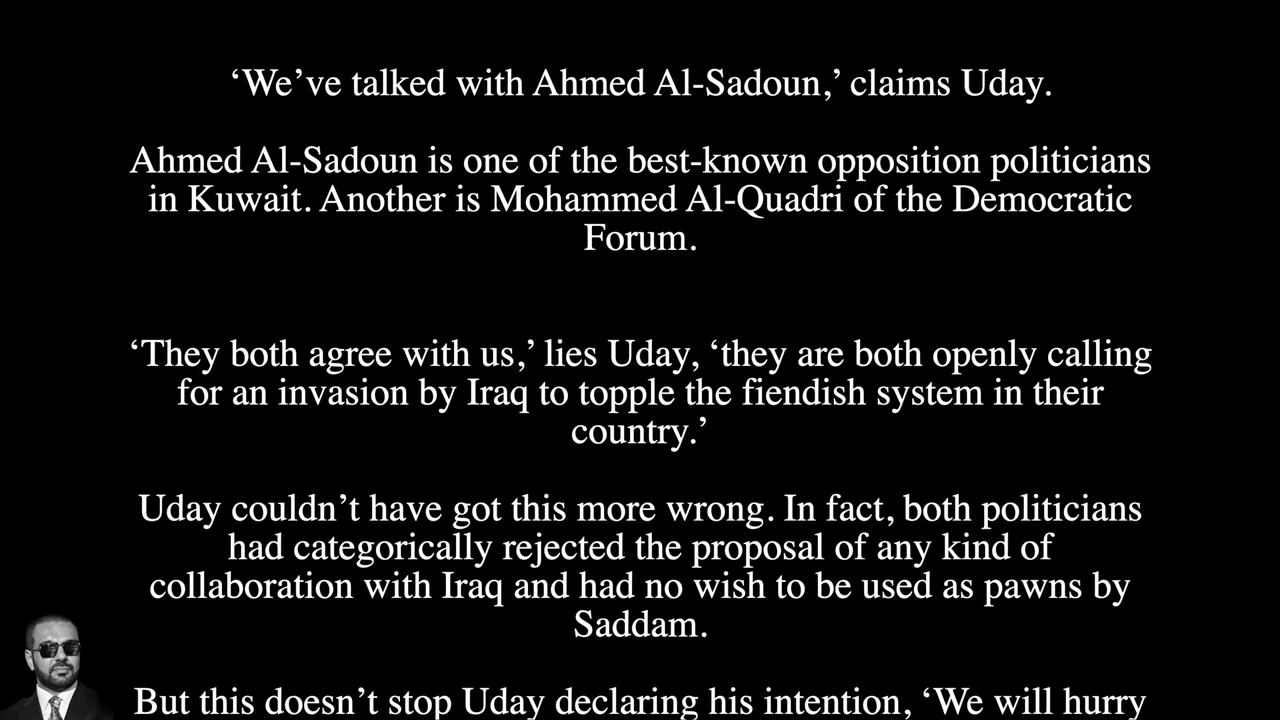 ‘We’ve talked with Ahmed Al-Sadoun,’ claims Uday.
Ahmed Al-Sadoun is one of the best-known opposition politicians
in Kuwait. Another is Mohammed Al-Quadri of the Democratic
Forum.
‘They both agree with us,’ lies Uday, ‘they are both openly calling
for an invasion by Iraq to topple the fiendish system in their
country.’
Uday couldn’t have got this more wrong. In fact, both politicians
had categorically rejected the proposal of any kind of
collaboration with Iraq and had no wish to be used as pawns by
Saddam.
But this doesn’t stop Uday declaring his intention, ‘We will hurry